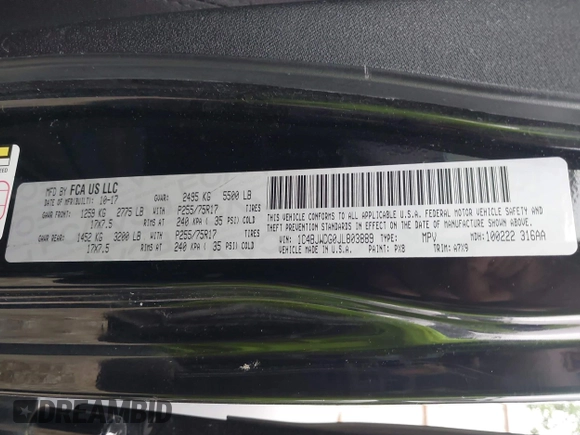 MFD BY FCA US LLC
DATE OF MFR/BUILT: 10-17 GVWR: 2495 KG 5500 LB
GAWR FRONT: 1259 KG 2775 LB WITH P255/75R17 TIRES
17X7.5 RIMS AT 240 KPA ( 35 PSI) COLD
GAWR REAR: 1452 KG 3200 LB WITH P255/75R17 TIRES
17X7.5 RIMS AT 240 KPA ( 35 PSI) COLD
THIS VEHICLE CONFORMS TO ALL APPLICABLE U.S.A. FEDERAL MOTOR VEHICLE SAFETY AND
THEFT PREVENTION STANDARDS IN EFFECT ON THE DATE OF MANUFACTURE SHOWN ABOVE.
VIN: 1C4BJWDG0JL803889 TYPE: MPV MDH: 100222 316AA
VEHICLE MADE IN U.S.A. PAINT: PX8 TRIM: A7X9
DREAMBID